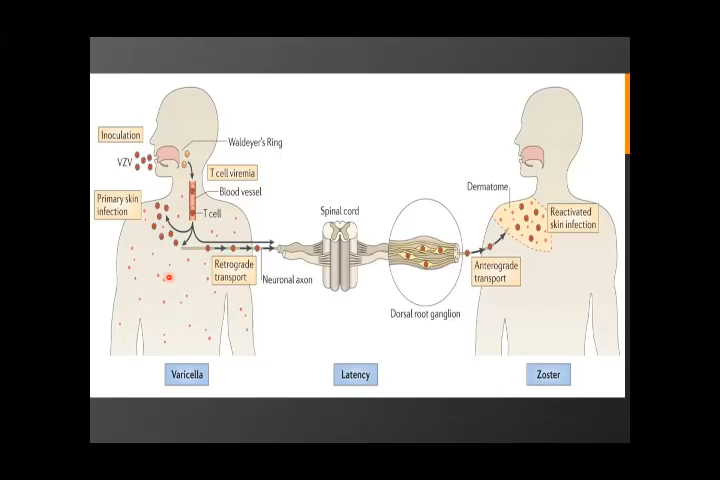 Inoculation
VZV
Waldeyer's Ring
T cell viremia
Blood vessel
T cell
Primary skin
infection
Retrograde
transport
Neuronal axon
Spinal cord
Dorsal root ganglion
Dermatome
Reactivated
skin infection
Anterograde
transport
Varicella
Latency
Zoster